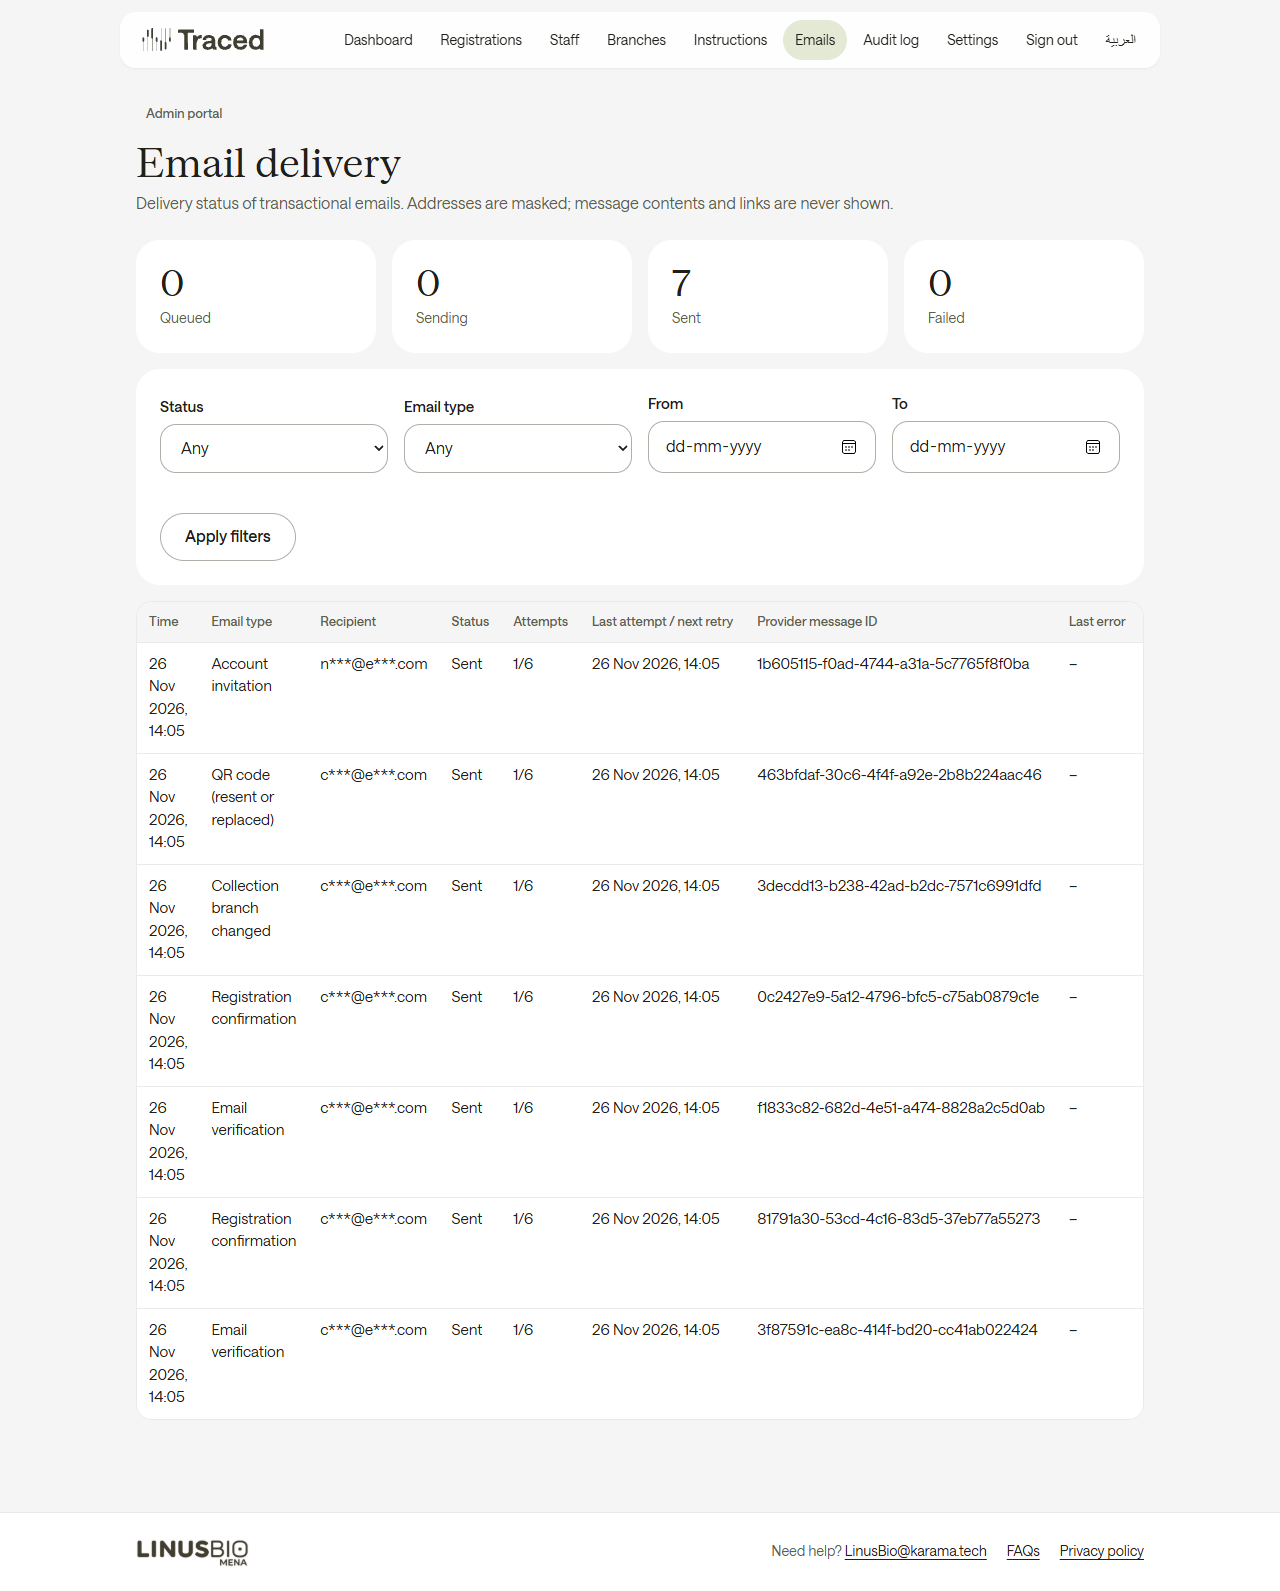 Traced
Dashboard Registrations Staff Branches Instructions Emails Audit log Settings Sign out العربية
Admin portal
Email delivery
Delivery status of transactional emails. Addresses are masked; message contents and links are never shown.
0 0 7 0
Queued Sending Sent Failed
Status Email type From To
Any Any dd-mm-yyyy dd-mm-yyyy
Apply filters
Time Email type Recipient Status Attempts Last attempt / next retry Provider message ID Last error
26 Account n***@e***.com Sent 1/6 26 Nov 2026, 14:05 1b605115-f0ad-4744-a31a-5c7765f8f0ba –
Nov invitation
2026,
14:05
26 QR code c***@e***.com Sent 1/6 26 Nov 2026, 14:05 463bfdaf-30c6-4f4f-a92e-2b8b224aac46 –
Nov (resent or
2026, replaced)
14:05
26 Collection c***@e***.com Sent 1/6 26 Nov 2026, 14:05 3decdd13-b238-42ad-b2dc-7571c6991dfd –
Nov branch
2026, changed
14:05
26 Registration c***@e***.com Sent 1/6 26 Nov 2026, 14:05 0c2427e9-5a12-4796-bfc5-c75ab0879c1e –
Nov confirmation
2026,
14:05
26 Email c***@e***.com Sent 1/6 26 Nov 2026, 14:05 f1833c82-682d-4e51-a474-8828a2c5d0ab –
Nov verification
2026,
14:05
26 Registration c***@e***.com Sent 1/6 26 Nov 2026, 14:05 81791a30-53cd-4c16-83d5-37eb77a55273 –
Nov confirmation
2026,
14:05
26 Email c***@e***.com Sent 1/6 26 Nov 2026, 14:05 3f87591c-ea8c-414f-bd20-cc41ab022424 –
Nov verification
2026,
14:05
LINUSBIO MENA
Need help? LinusBio@karama.tech FAQs Privacy policy